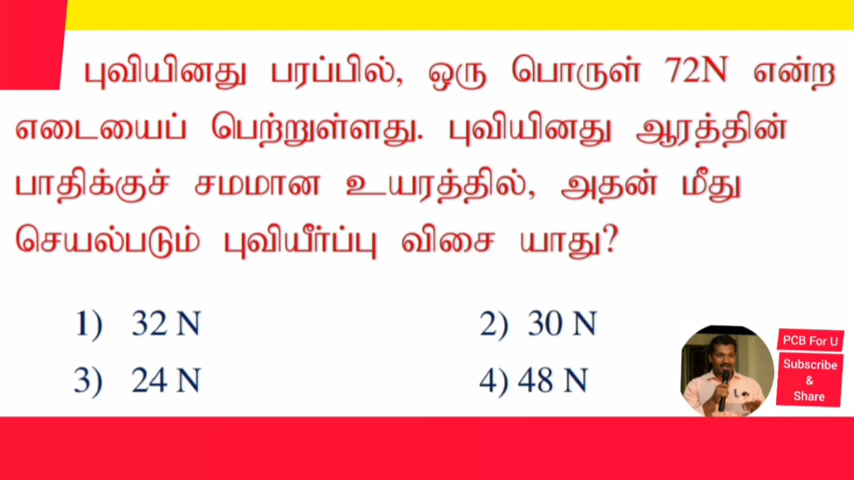 புவியினது பரப்பில், ஒரு பொருள் 72N என்ற
எடையைப் பெற்றுள்ளது. புவியினது ஆரத்தின்
பாதிக்குச் சமமான உயரத்தில், அதன் மீது
செயல்படும் புவியீர்ப்பு விசை யாது?
1) 32 N
2) 30 N
3) 24 N
4) 48 N
PCB For U
Subscribe
&
Share